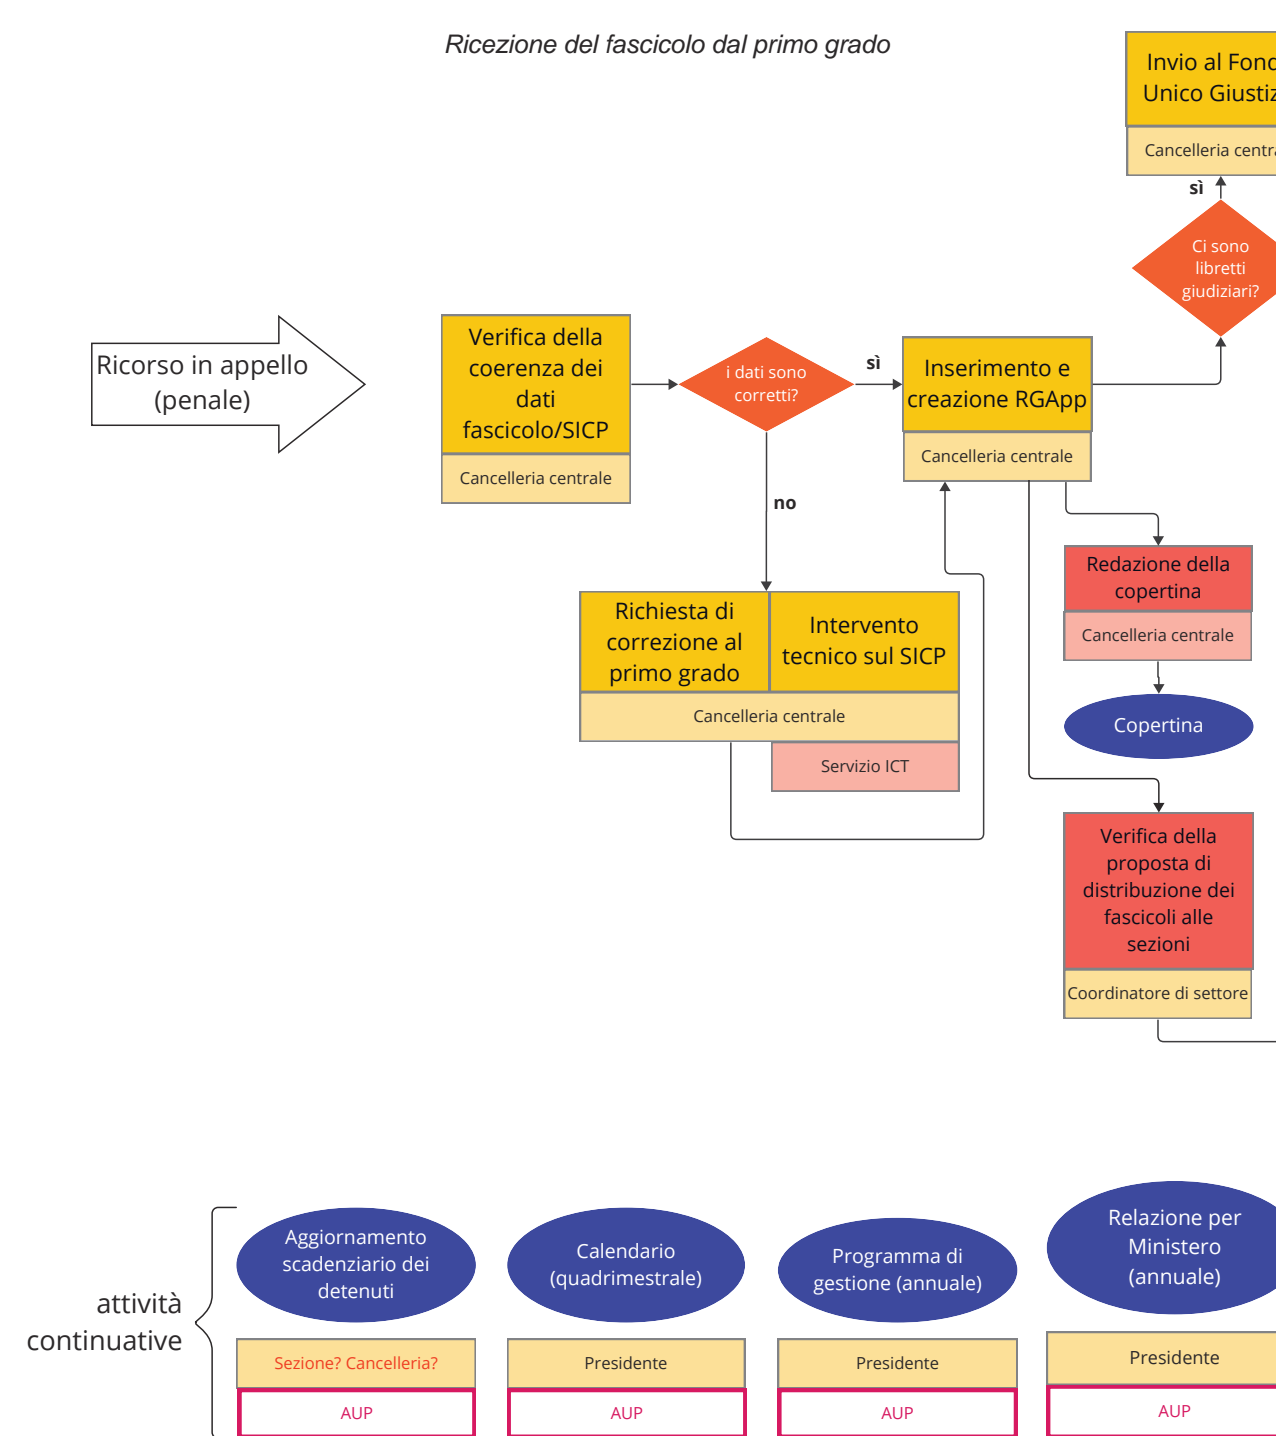 Ricezione del fascicolo dal primo grado
Invio al Fond
Unico Giustiz
Cancelleria centra
sì
Ci sono
libretti
giudiziari?
Ricorso in appello
(penale)
Verifica della
coerenza dei
dati
fascicolo/SICP
Cancelleria centrale
i dati sono
corretti?
sì
no
Inserimento e
creazione RGApp
Cancelleria centrale
Richiesta di
correzione al
primo grado
Intervento
tecnico sul SICP
Cancelleria centrale
Servizio ICT
Redazione della
copertina
Cancelleria centrale
Copertina
Verifica della
proposta di
distribuzione dei
fascicoli alle
sezioni
Coordinatore di settore
attività
continuative
Aggiornamento
scadenziario dei
detenuti
Sezione? Cancelleria?
AUP
Calendario
(quadrimestrale)
Presidente
AUP
Programma di
gestione (annuale)
Presidente
AUP
Relazione per
Ministero
(annuale)
Presidente
AUP